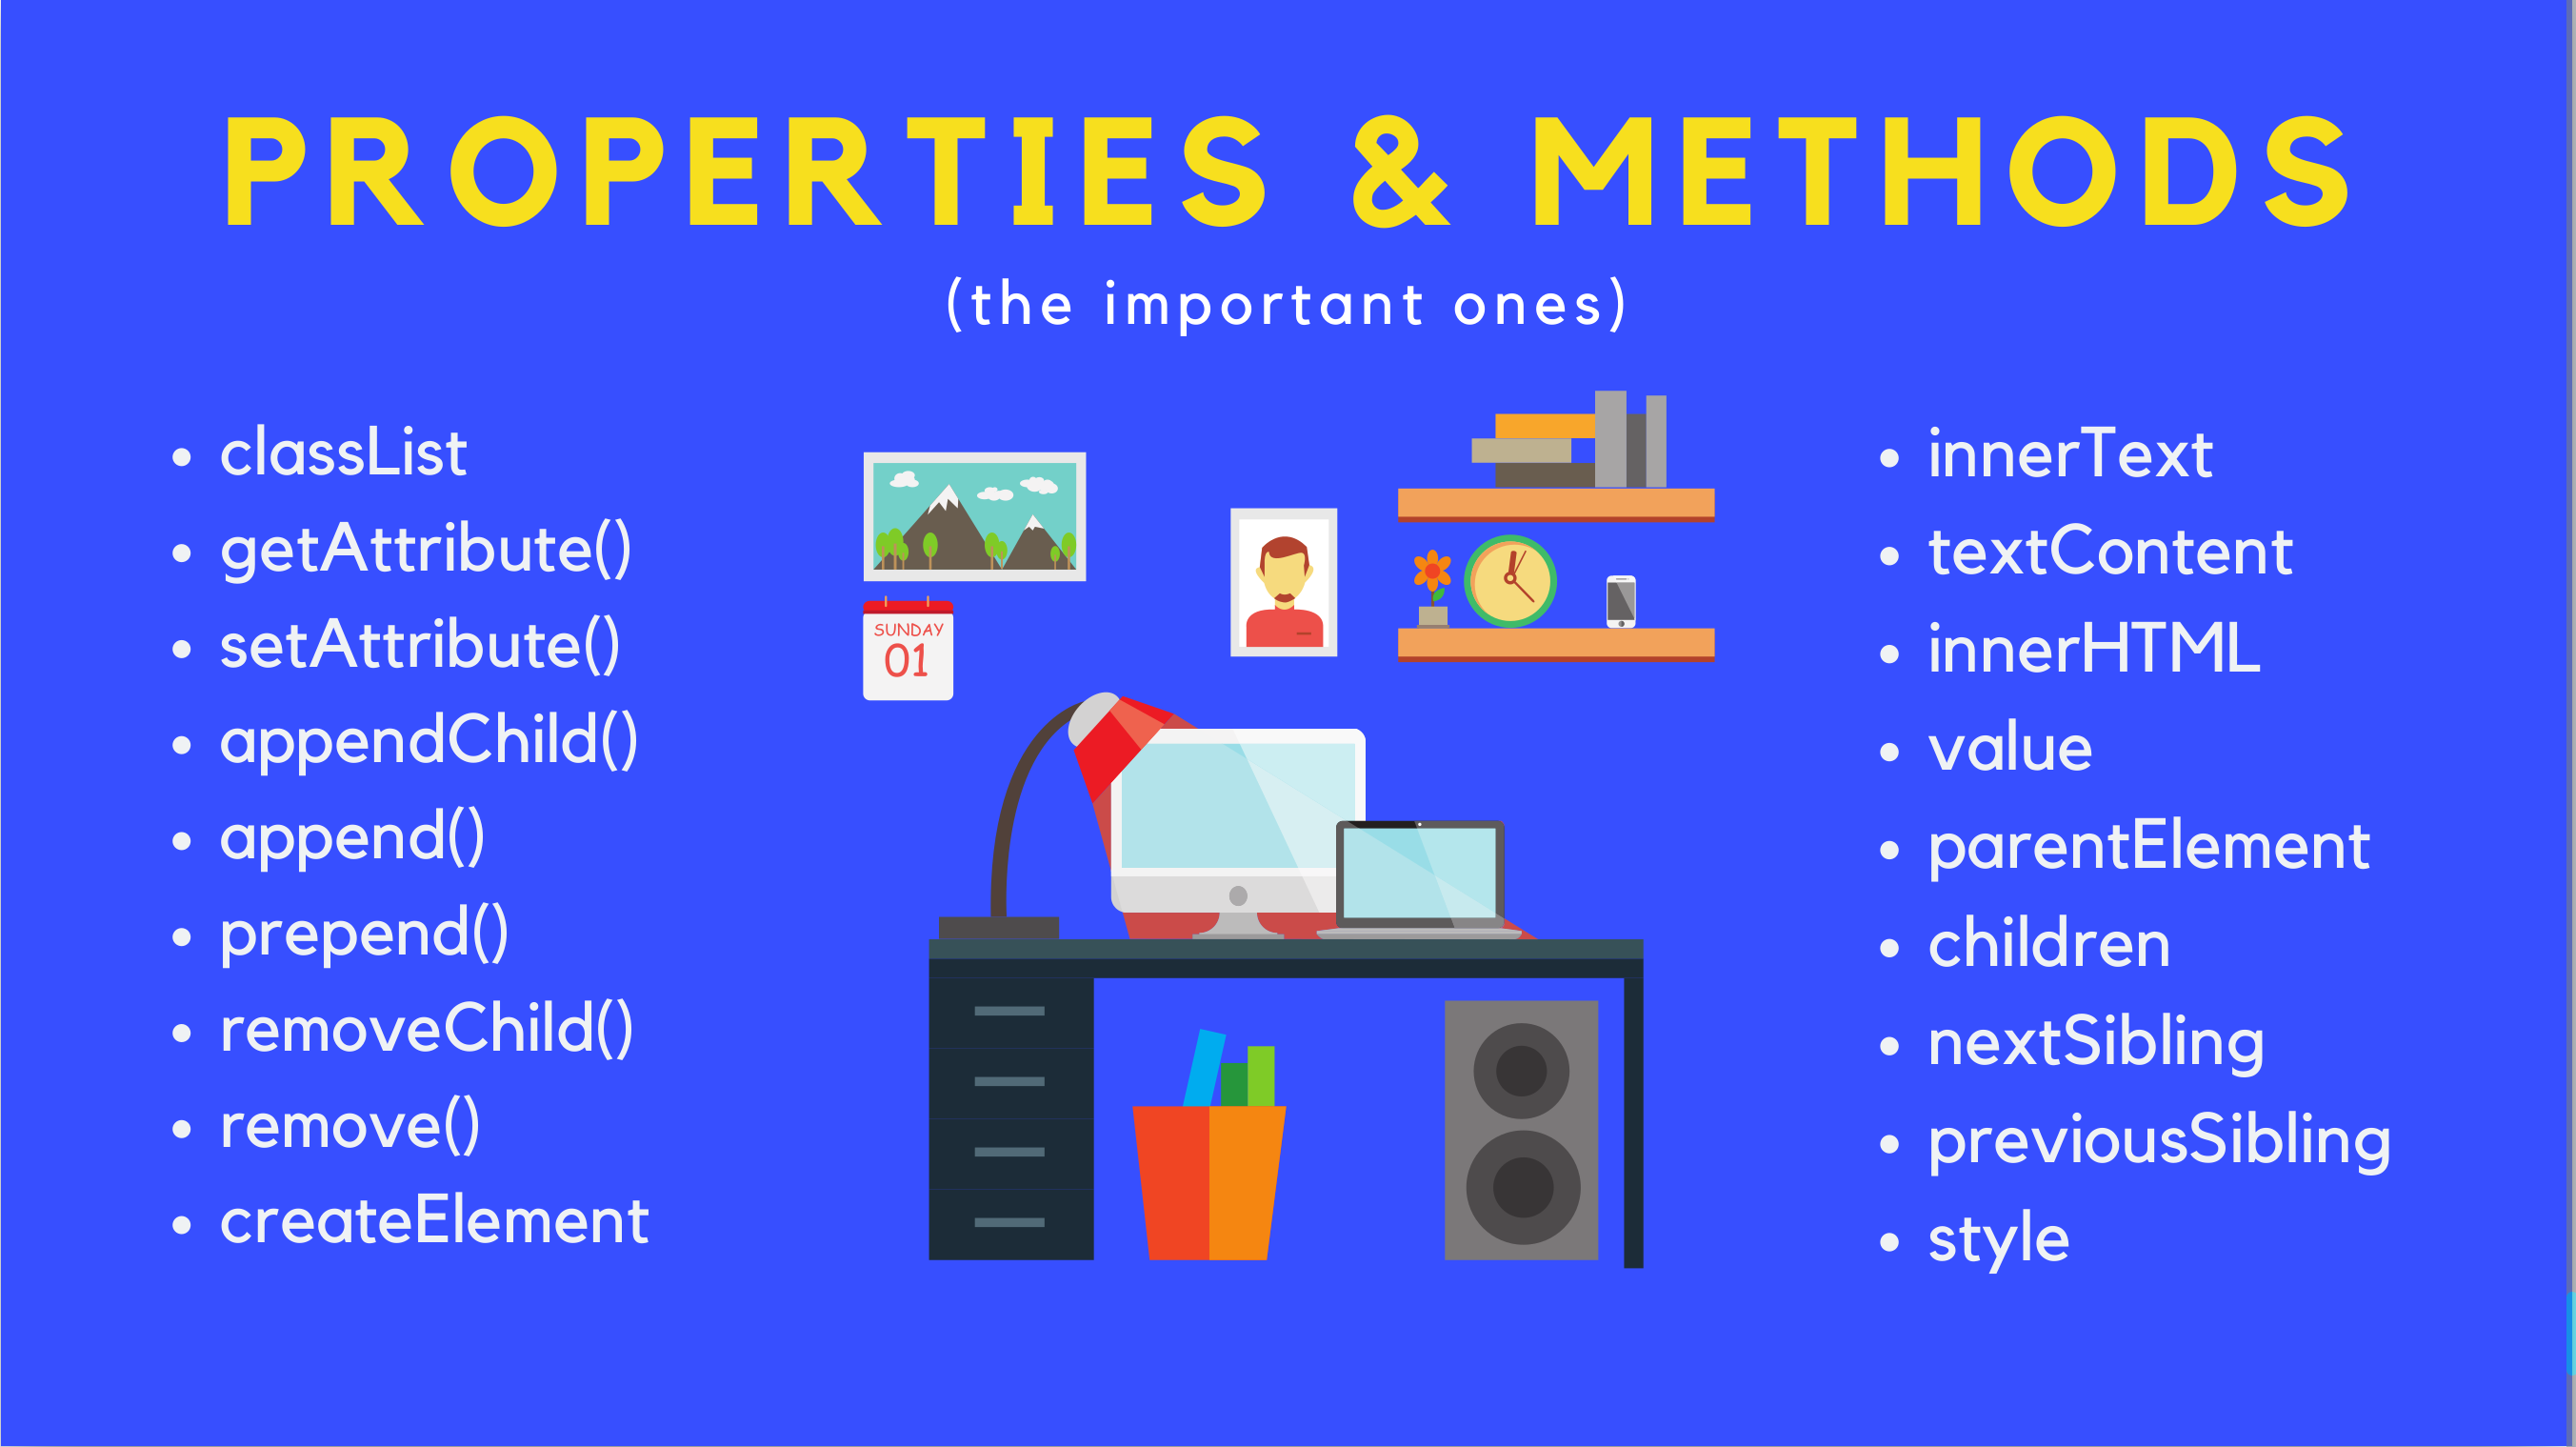 PROPERTIES & METHODS
(the important ones)
• classList
• getAttribute()
• setAttribute()
• appendChild()
• append()
• prepend()
• removeChild()
• remove()
• createElement
SUNDAY
01
• innerText
• textContent
• innerHTML
• value
• parentElement
• children
• nextSibling
• previousSibling
• style